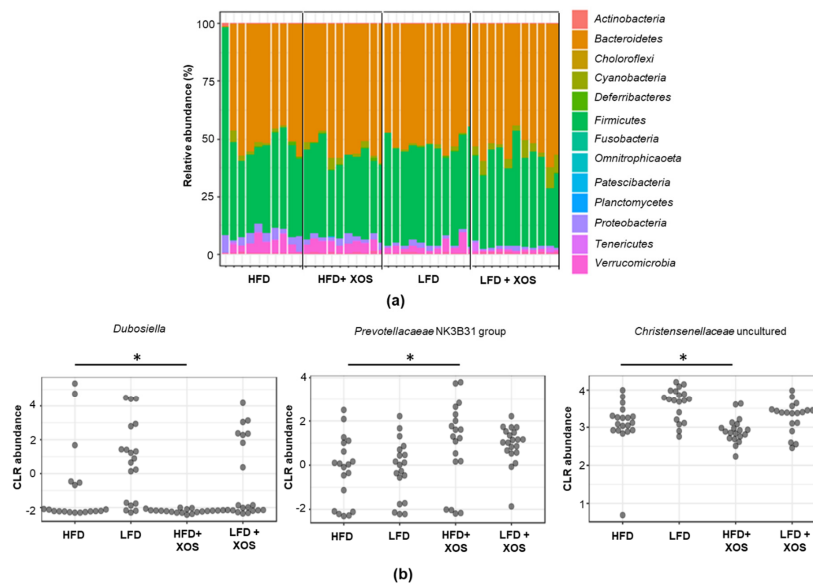 100
75
50
25
0
Relative abundance (%)
HFD
HFD+ XOS
LFD
LFD + XOS
Actinobacteria
Bacteroidetes
Choloroflexi
Cyanobacteria
Deferribacteres
Firmicutes
Fusobacteria
Omnitrophicaeota
Patescibacteria
Planctomycetes
Proteobacteria
Tenericutes
Verrucomicrobia
(a)
Dubosiella
*
CLR abundance
4
2
0
-2
HFD
LFD
HFD+
XOS
LFD +
XOS
Prevotellacaeae NK3B31 group
*
CLR abundance
4
2
0
-2
HFD
LFD
HFD+
XOS
LFD +
XOS
Christensenellaceae uncultured
*
CLR abundance
4
3
2
1
HFD
LFD
HFD+
XOS
LFD +
XOS
(b)